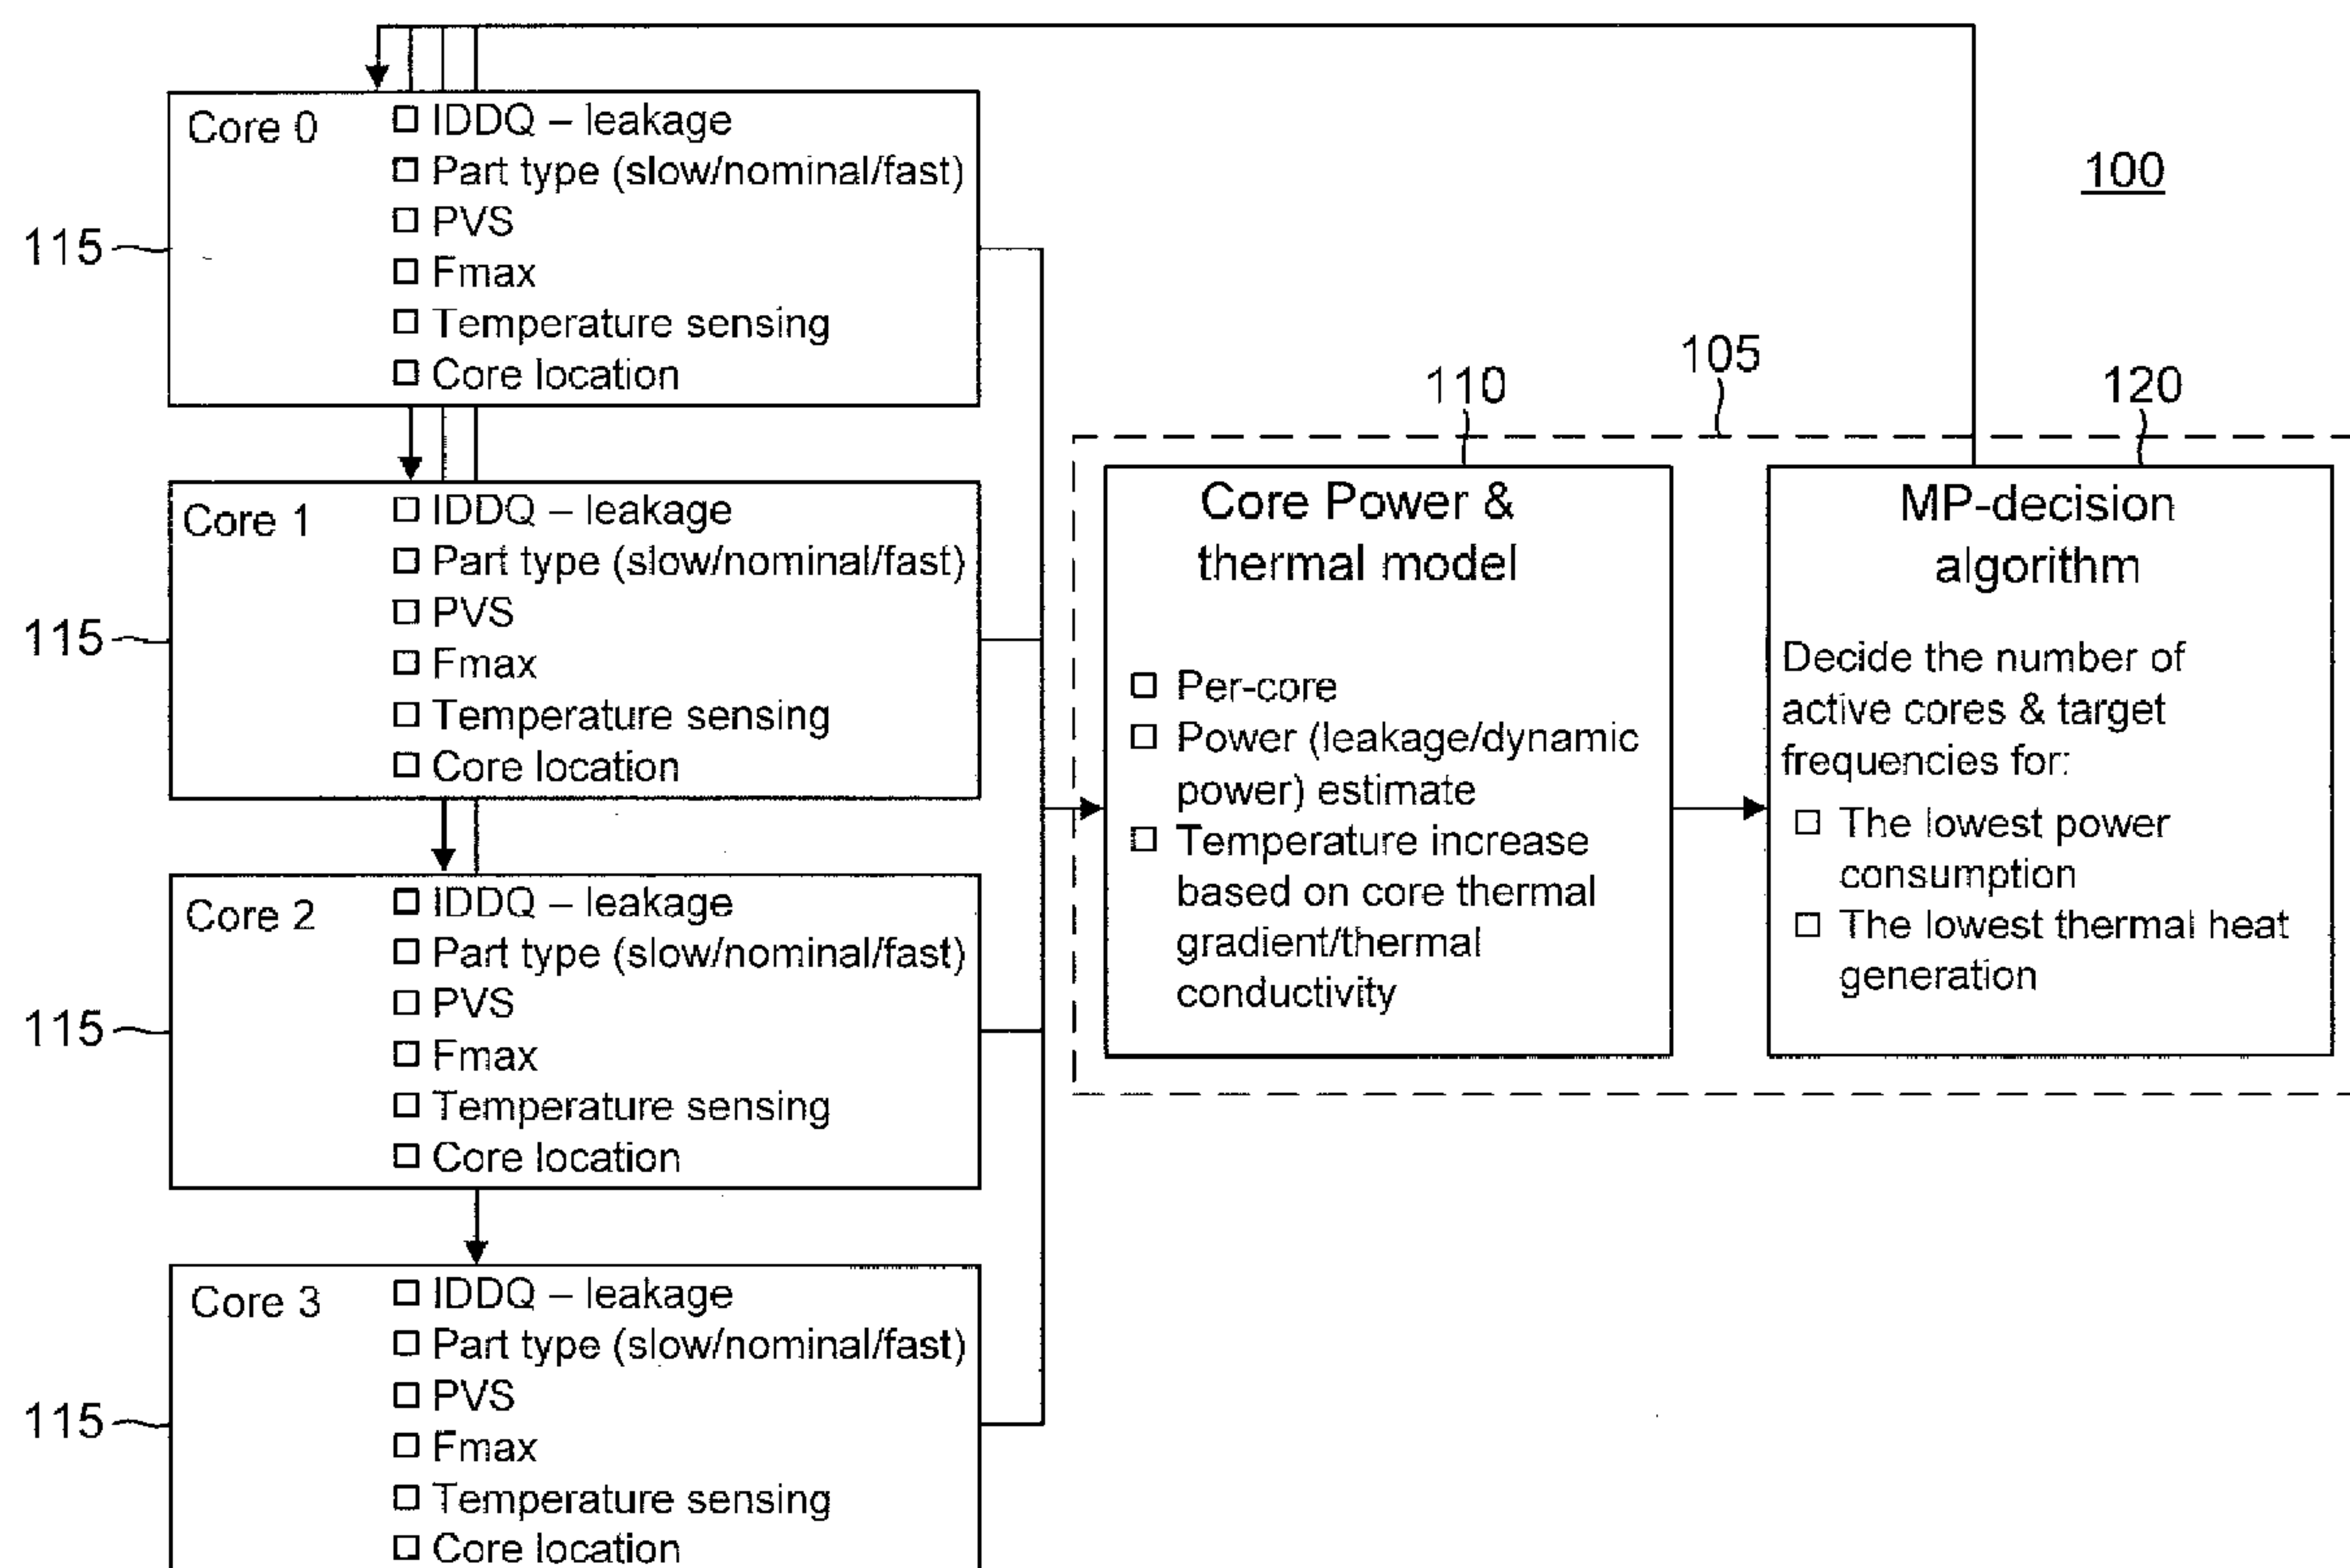 100
115
Core 0
□ IDDQ – leakage
□ Part type (slow/nominal/fast)
□ PVS
□ Fmax
□ Temperature sensing
□ Core location
115
Core 1
□ IDDQ – leakage
□ Part type (slow/nominal/fast)
□ PVS
□ Fmax
□ Temperature sensing
□ Core location
115
Core 2
□ IDDQ – leakage
□ Part type (slow/nominal/fast)
□ PVS
□ Fmax
□ Temperature sensing
□ Core location
115
Core 3
□ IDDQ – leakage
□ Part type (slow/nominal/fast)
□ PVS
□ Fmax
□ Temperature sensing
□ Core location
105
110
Core Power &
thermal model
□ Per-core
□ Power (leakage/dynamic
power) estimate
□ Temperature increase
based on core thermal
gradient/thermal
conductivity
120
MP-decision
algorithm
Decide the number of
active cores & target
frequencies for:
□ The lowest power
consumption
□ The lowest thermal heat
generation